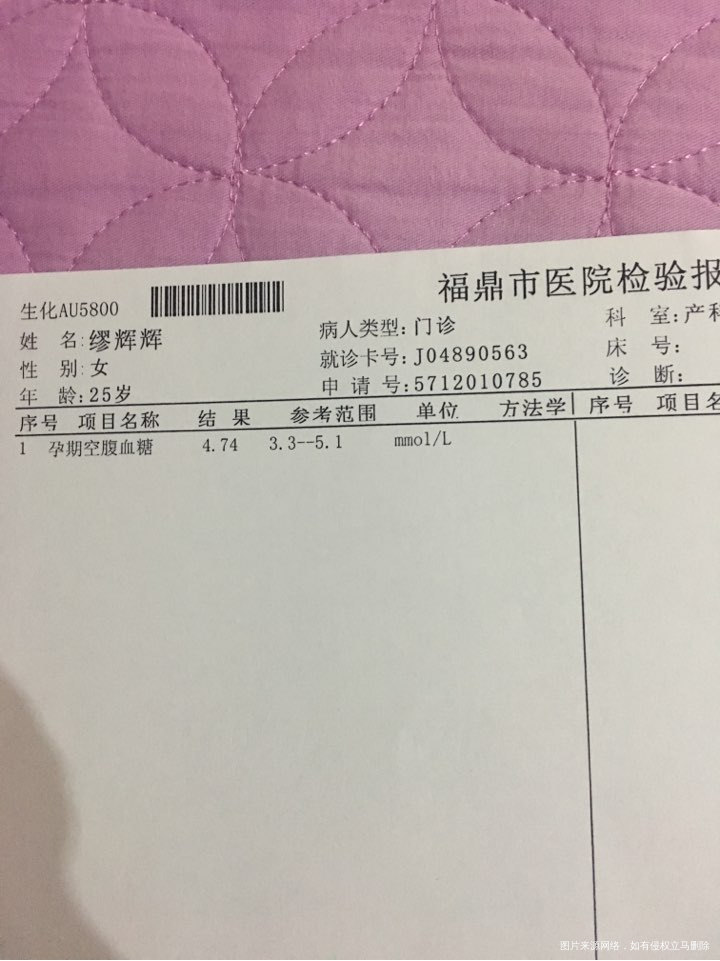 福鼎市医院检验报
生化AU5800
姓 名:缪辉辉 病人类型:门诊 科 室:产科
性 别:女 就诊卡号:J04890563 床 号:
年 龄:25岁 申 请 号:5712010785 诊 断:
序号 项目名称 结 果 参考范围 单位 方法学 序号 项目名
1 孕期空腹血糖 4.74 3.3--5.1 mmol/L
图片来源网络，如有侵权立马删除